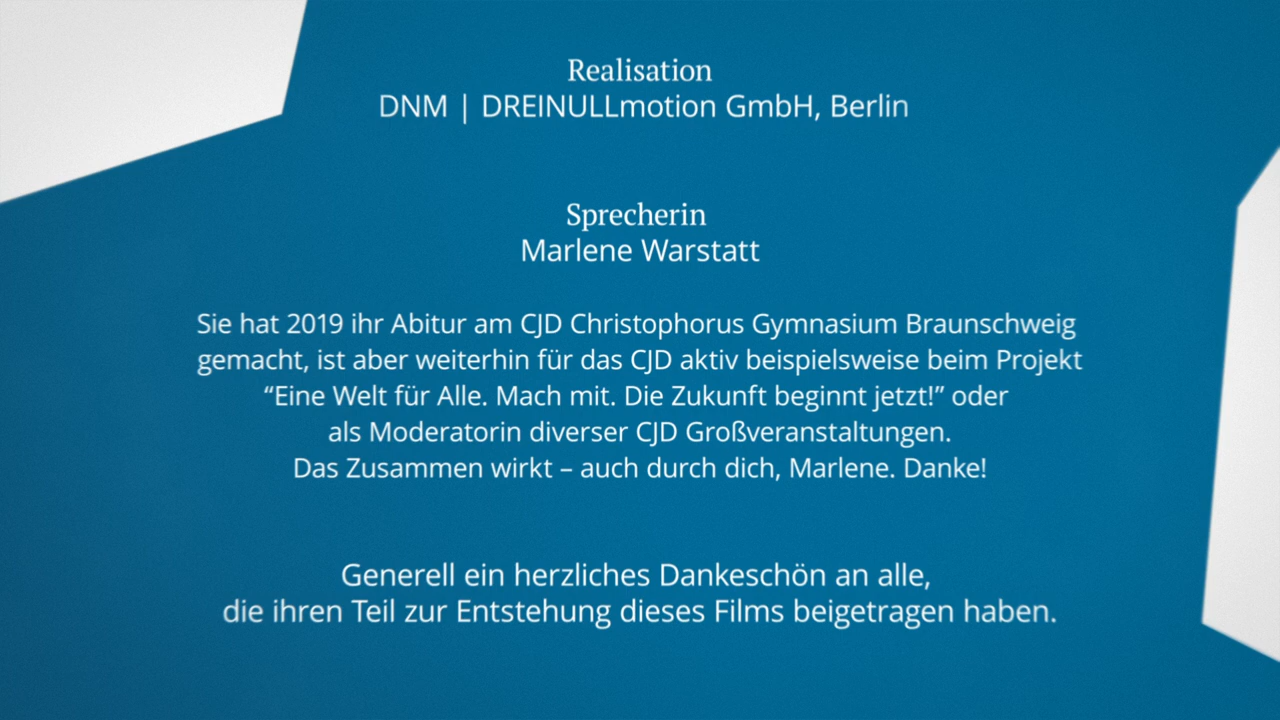 Realisation
DNM | DREINULLmotion GmbH, Berlin
Sprecherin
Marlene Warstatt
Sie hat 2019 ihr Abitur am CJD Christophorus Gymnasium Braunschweig
gemacht, ist aber weiterhin für das CJD aktiv beispielsweise beim Projekt
“Eine Welt für Alle. Mach mit. Die Zukunft beginnt jetzt!” oder
als Moderatorin diverser CJD Großveranstaltungen.
Das Zusammen wirkt – auch durch dich, Marlene. Danke!
Generell ein herzliches Dankeschön an alle,
die ihren Teil zur Entstehung dieses Films beigetragen haben.